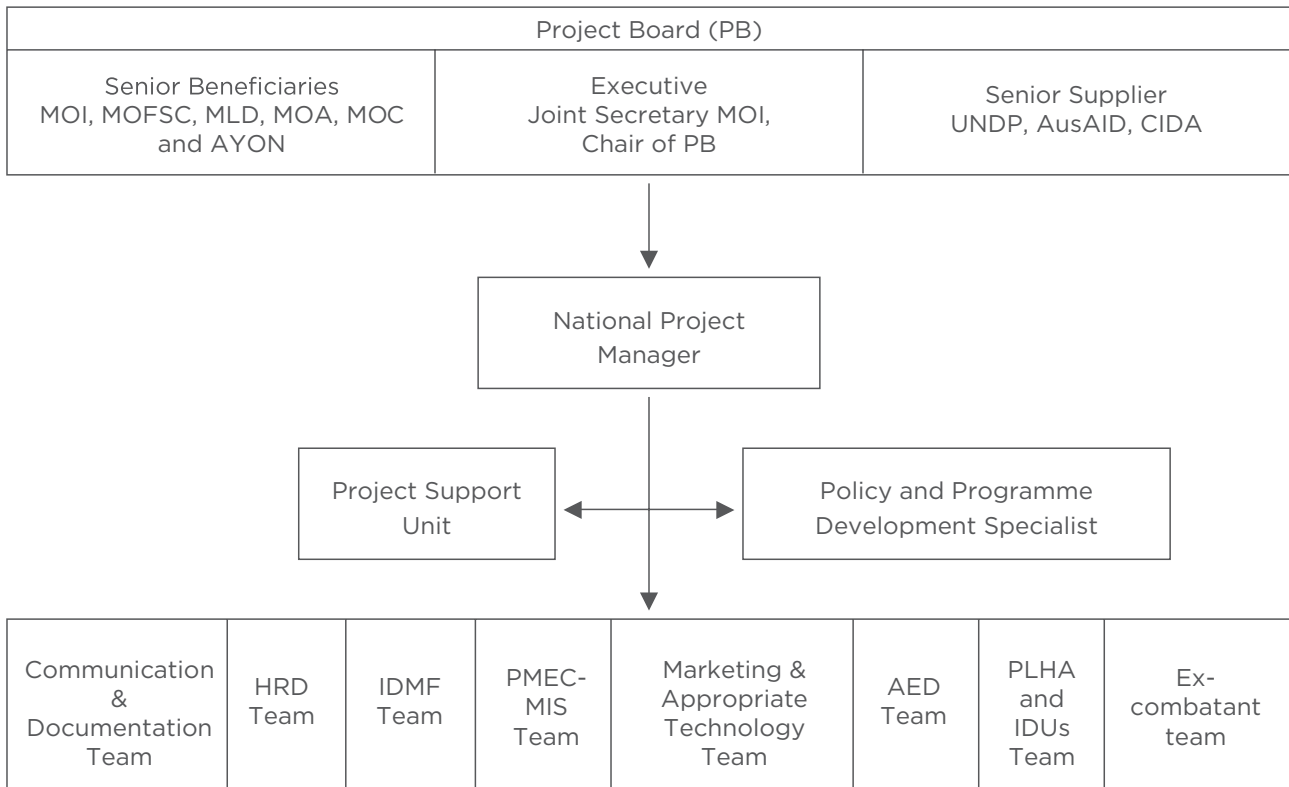 Project Board (PB)
Senior Beneficiaries
MOI, MOFSC, MLD, MOA, MOC
and AYON
Executive
Joint Secretary MOI,
Chair of PB
Senior Supplier
UNDP, AusAID, CIDA
National Project
Manager
Project Support
Unit
Policy and Programme
Development Specialist
Communication
&
Documentation
Team
HRD
Team
IDMF
Team
PMEC-
MIS
Team
Marketing &
Appropriate
Technology
Team
AED
Team
PLHA
and
IDUs
Team
Ex-
combatant
team